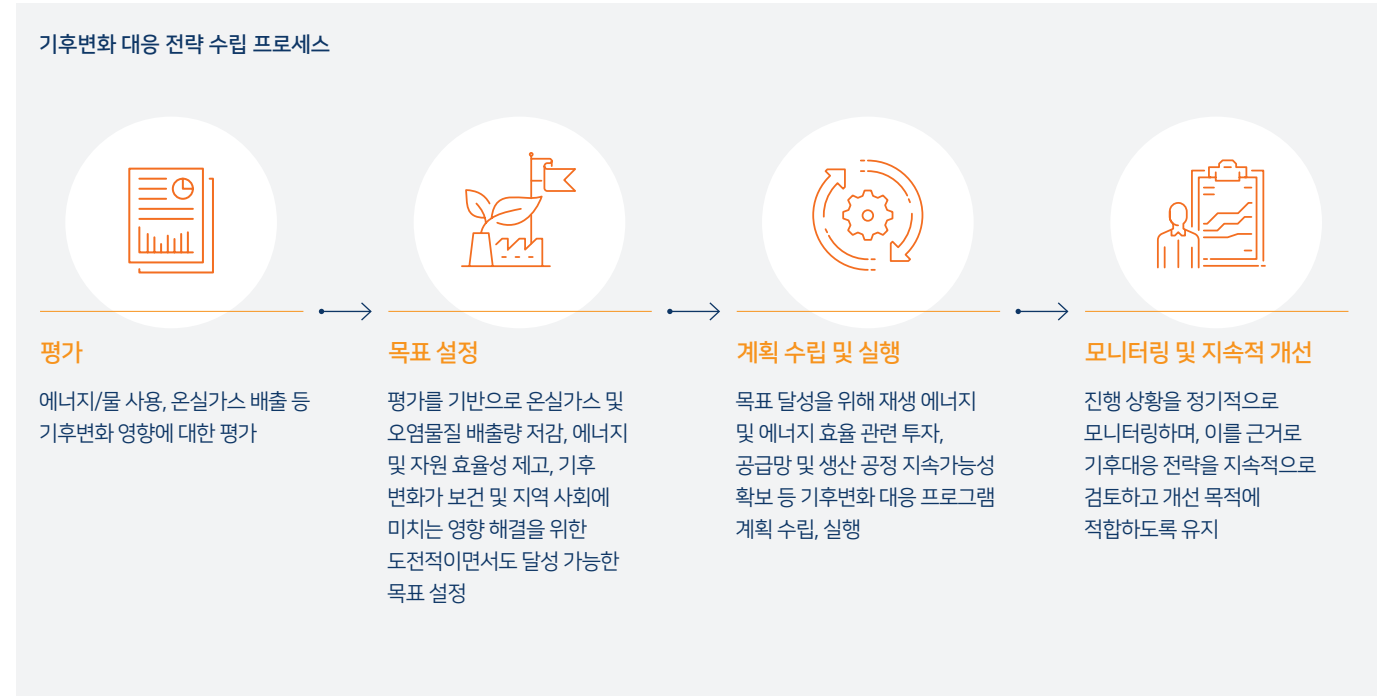 기후변화 대응 전략 수립 프로세스
평가
에너지/물 사용, 온실가스 배출 등
기후변화 영향에 대한 평가
목표 설정
평가를 기반으로 온실가스 및
오염물질 배출량 저감, 에너지
및 자원 효율성 제고, 기후
변화가 보건 및 지역 사회에
미치는 영향 해결을 위한
도전적이면서도 달성 가능한
목표 설정
계획 수립 및 실행
목표 달성을 위해 재생 에너지
및 에너지 효율 관련 투자,
공급망 및 생산 공정 지속가능성
확보 등 기후변화 대응 프로그램
계획 수립, 실행
모니터링 및 지속적 개선
진행 상황을 정기적으로
모니터링하며, 이를 근거로
기후대응 전략을 지속적으로
검토하고 개선 목적에
적합하도록 유지